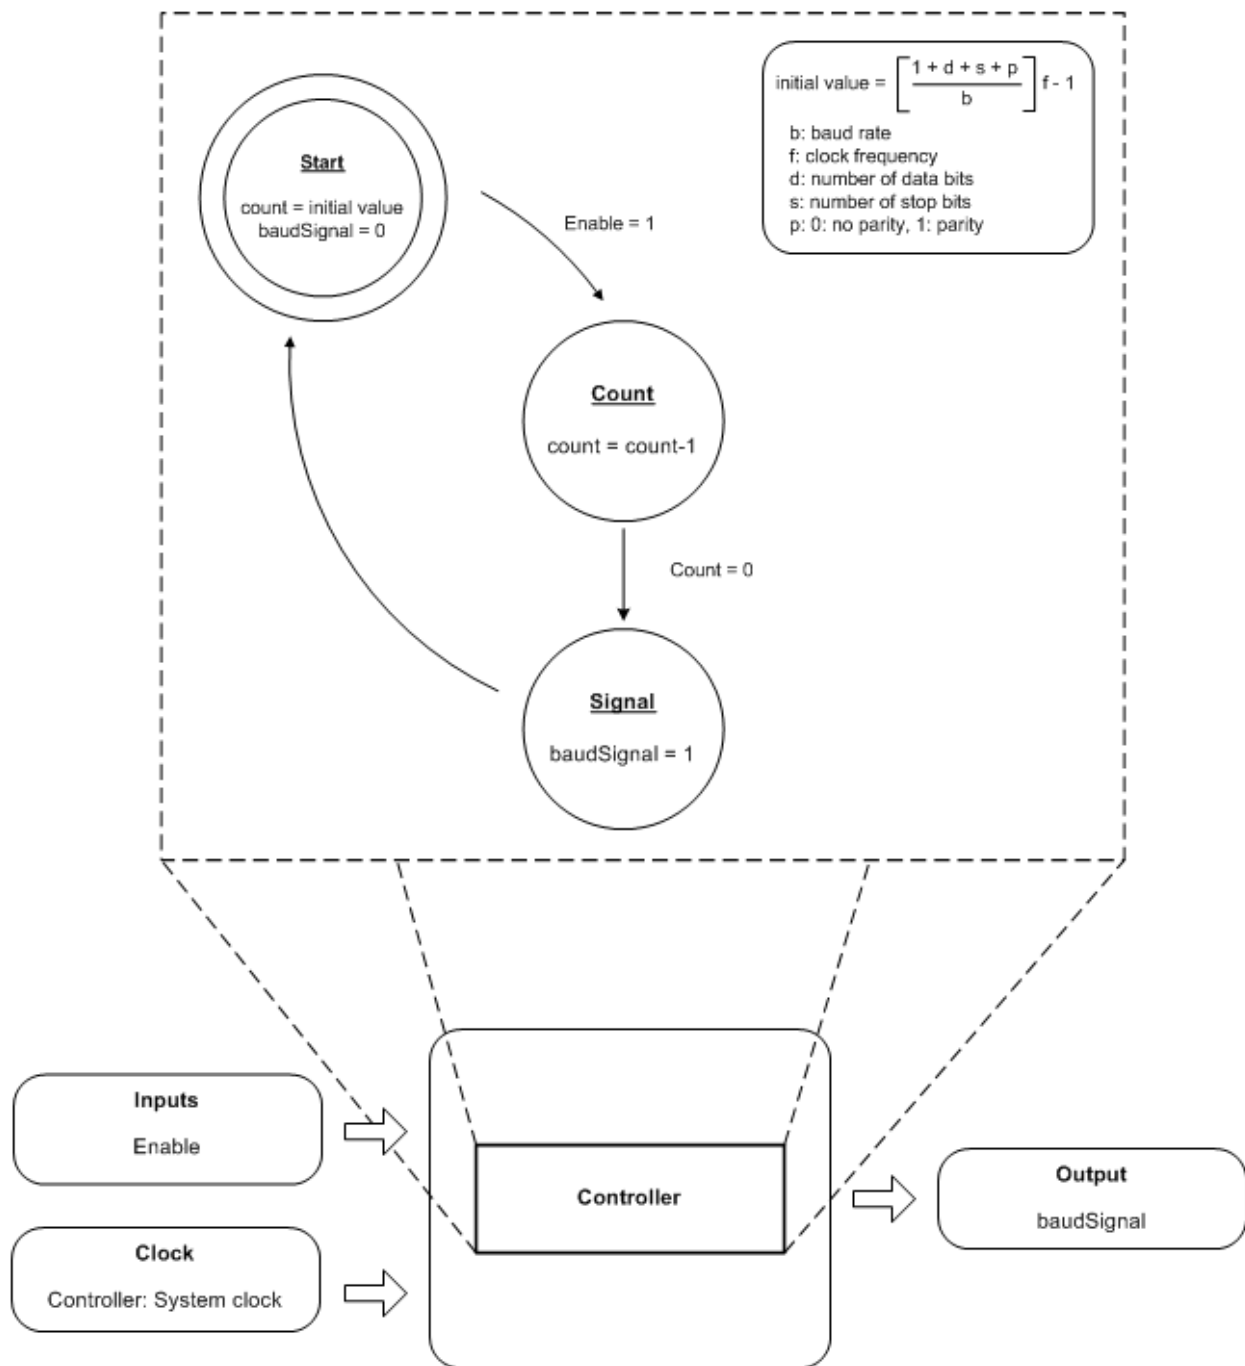 Start
count = initial value
baudSignal = 0
Enable = 1
initial value = [ 1 + d + s + p / b ] f - 1
b: baud rate
f: clock frequency
d: number of data bits
s: number of stop bits
p: 0: no parity, 1: parity
Count
count = count-1
Count = 0
Signal
baudSignal = 1
Inputs
Enable
Clock
Controller: System clock
Controller
Output
baudSignal